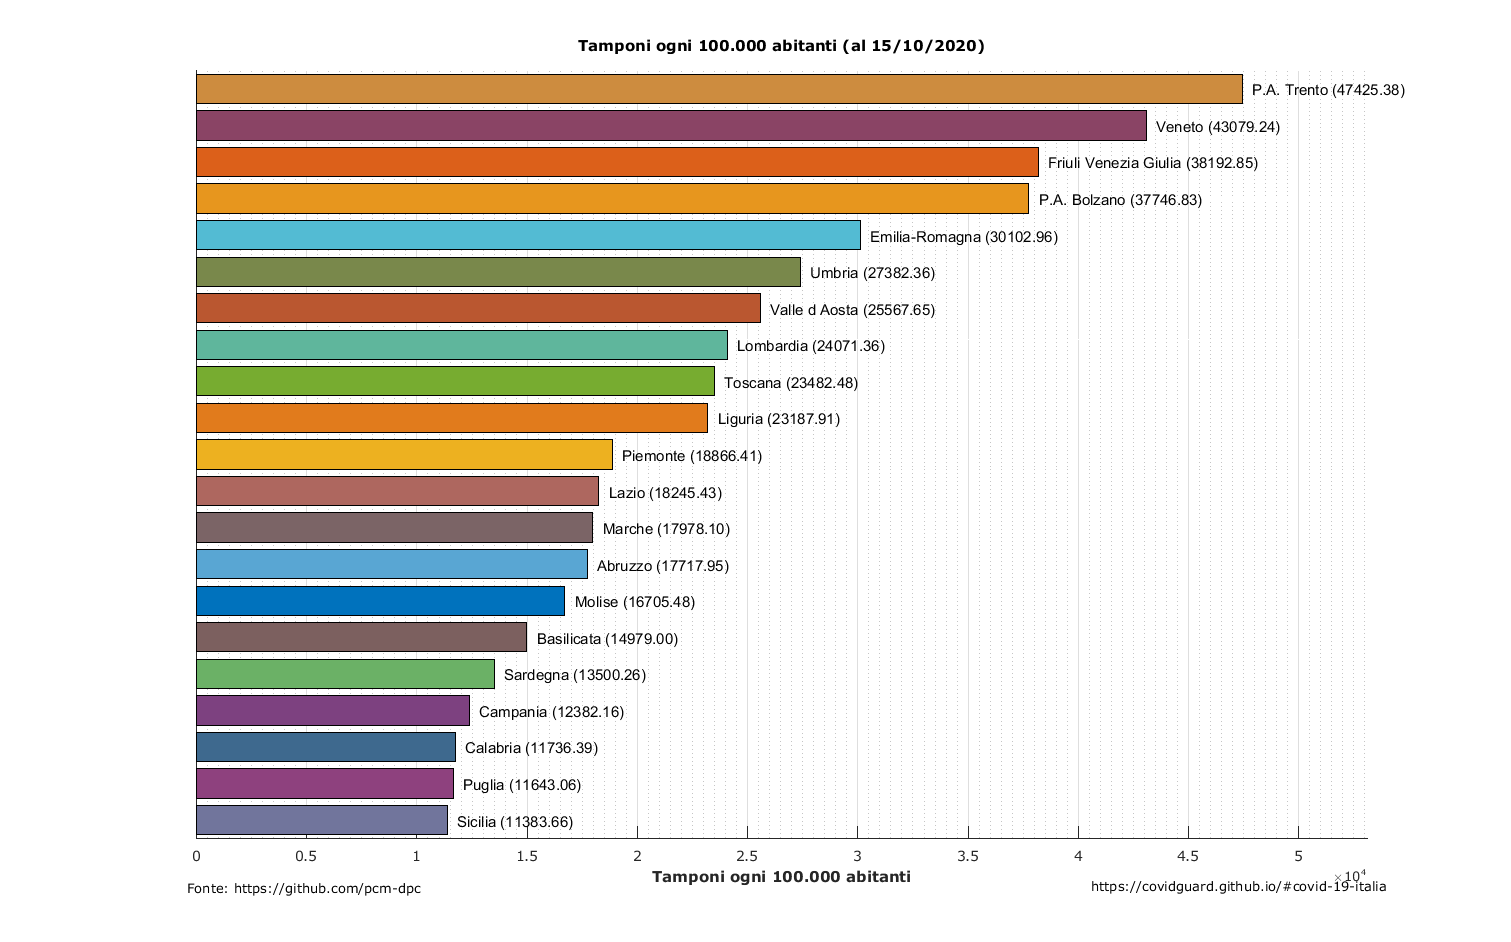 Tamponi ogni 100.000 abitanti (al 15/10/2020)
P.A. Trento (47425.38)
Veneto (43079.24)
Friuli Venezia Giulia (38192.85)
P.A. Bolzano (37746.83)
Emilia-Romagna (30102.96)
Umbria (27382.36)
Valle d Aosta (25567.65)
Lombardia (24071.36)
Toscana (23482.48)
Liguria (23187.91)
Piemonte (18866.41)
Lazio (18245.43)
Marche (17978.10)
Abruzzo (17717.95)
Molise (16705.48)
Basilicata (14979.00)
Sardegna (13500.26)
Campania (12382.16)
Calabria (11736.39)
Puglia (11643.06)
Sicilia (11383.66)
0 0.5 1 1.5 2 2.5 3 3.5 4 4.5 5
×10⁴
Tamponi ogni 100.000 abitanti
Fonte: https://github.com/pcm-dpc
https://covidguard.github.io/#covid-19-italia